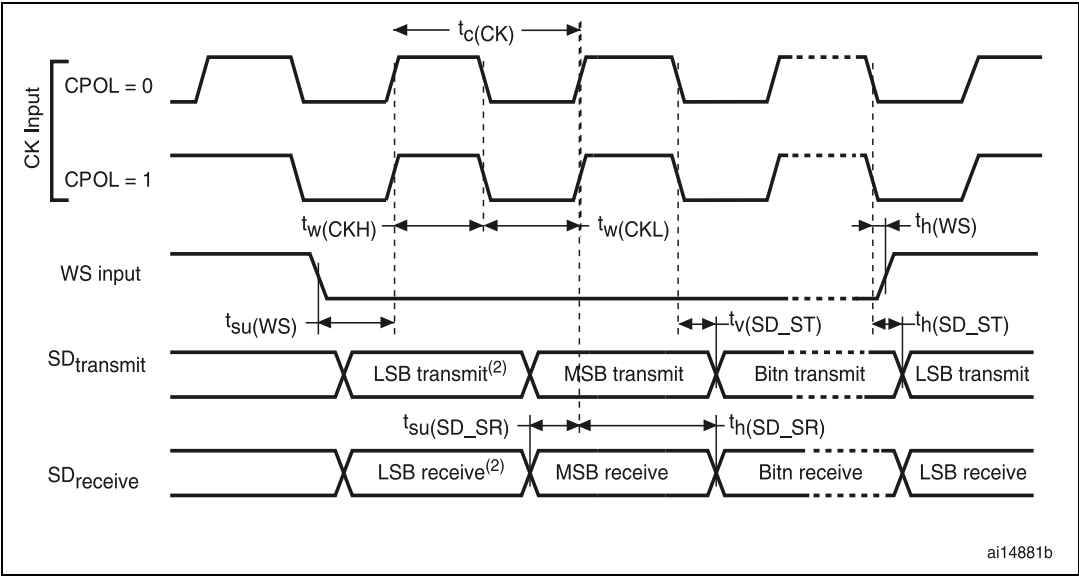 tc(CK)
CK Input
CPOL = 0
CPOL = 1
tw(CKH)
tw(CKL)
th(WS)
WS input
tsu(WS)
tv(SD_ST)
th(SD_ST)
SDtransmit
LSB transmit(2)
MSB transmit
Bitn transmit
LSB transmit
tsu(SD_SR)
th(SD_SR)
SDreceive
LSB receive(2)
MSB receive
Bitn receive
LSB receive
ai14881b